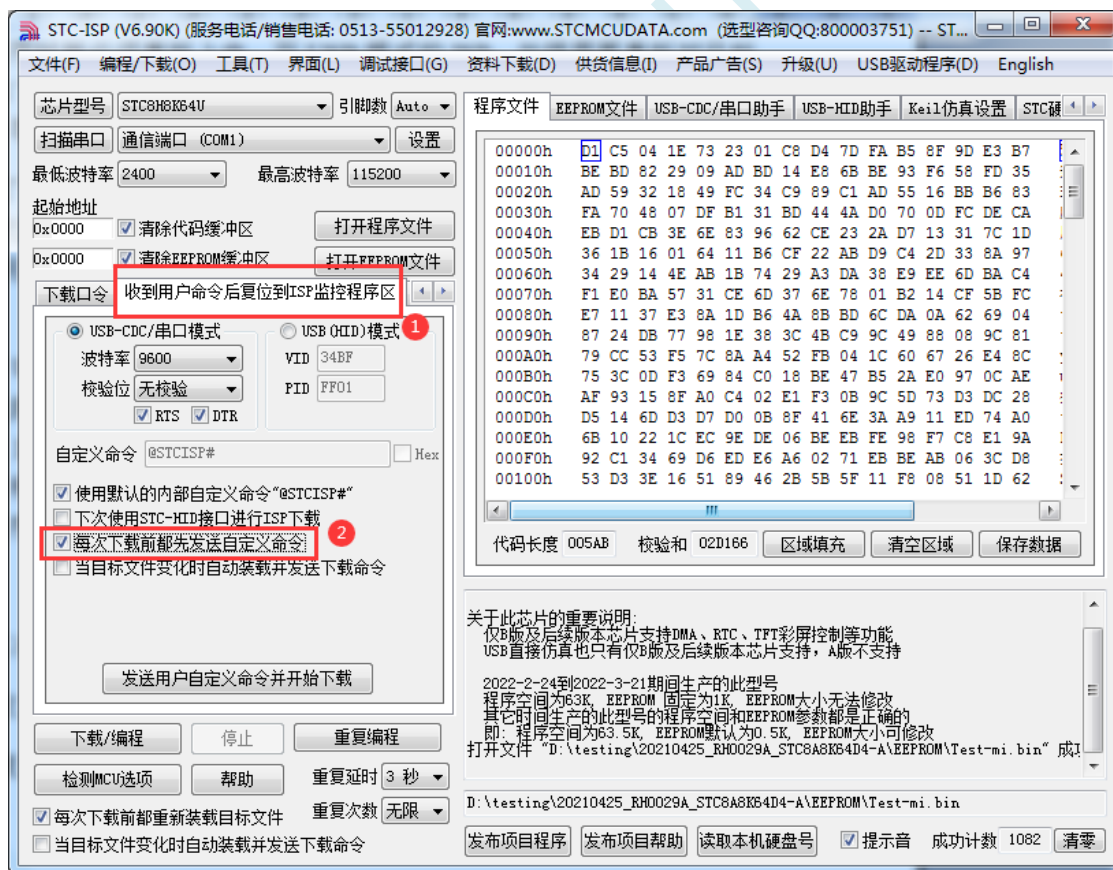 STC-ISP (V6.90K) (服务电话/销售电话: 0513-55012928) 官网:www.STCMCUDATA.com (选型咨询QQ:800003751) -- ST...
文件(F) 编程/下载(O) 工具(T) 界面(L) 调试接口(G) 资料下载(D) 供货信息(I) 产品广告(S) 升级(U) USB驱动程序(D) English
芯片型号 STC8H8K64U 引脚数 Auto
扫描串口 通信端口 (COM1) 设置
最低波特率 2400 最高波特率 115200
起始地址
0x0000 清除代码缓冲区 打开程序文件
0x0000 清除EEPROM缓冲区 打开EEPROM文件
下载口令 收到用户命令后复位到ISP监控程序区
1
USB-CDC/串口模式 USB(HID)模式
波特率 9600 VID 34BF
校验位 无校验 PID FF01
RTS DTR
自定义命令 @STCISP# Hex
使用默认的内部自定义命令"@STCISP#"
下次使用STC-HID接口进行ISP下载
每次下载前都先发送自定义命令 2
当目标文件变化时自动装载并发送下载命令
发送用户自定义命令并开始下载
下载/编程 停止 重复编程
检测MCU选项 帮助 重复延时 3 秒
每次下载前都重新装载目标文件 重复次数 无限
当目标文件变化时自动装载并发送下载命令
程序文件 EEPROM文件 USB-CDC/串口助手 USB-HID助手 Keil仿真设置 STC硬
00000h D1 C5 04 1E 73 23 01 C8 D4 7D FA B5 8F 9D E3 B7
00010h BE BD 82 29 09 AD BD 14 E8 6B BE 93 F6 58 FD 35
00020h AD 59 32 18 49 FC 34 C9 89 C1 AD 55 16 BB B6 83
00030h FA 70 48 07 DF B1 31 BD 44 4A D0 70 0D FC DE CA
00040h EB D1 CB 3E 6E 83 96 62 CE 23 2A D7 13 31 7C 1D
00050h 36 1B 16 01 64 11 B6 CF 22 AB D9 C4 2D 33 8A 97
00060h 34 29 14 4E AB 1B 74 29 A3 DA 38 E9 EE 6D BA C4
00070h F1 E0 BA 57 31 CE 6D 37 6E 78 01 B2 14 CF 5B FC
00080h E7 11 37 E3 8A 1D B6 4A 8B BD 6C DA 0A 62 69 04
00090h 87 24 DB 77 98 1E 38 3C 4B C9 9C 49 88 08 9C 81
000A0h 79 CC 53 F5 7C 8A A4 52 FB 04 1C 60 67 26 E4 8C
000B0h 75 3C 0D F3 69 84 C0 18 BE 47 B5 2A E0 97 0C AE
000C0h AF 93 15 8F A0 C4 02 E1 F3 0B 9C 5D 73 D3 DC 28
000D0h D5 14 6D D3 D7 D0 0B 8F 41 6E 3A A9 11 ED 74 A0
000E0h 6B 10 22 1C EC 9E DE 06 BE EB FE 98 F7 C8 E1 9A
000F0h 92 C1 34 69 D6 ED E6 A6 02 71 EB BE AB 06 3C D8
00100h 53 D3 3E 16 51 89 46 2B 5B 5F 11 F8 08 51 1D 62
代码长度 005AB 校验和 02D166 区域填充 清空区域 保存数据
关于此芯片的重要说明:
仅B版及后续版本芯片支持DMA、RTC、TFT彩屏控制等功能
USB直接仿真也只有仅B版及后续版本芯片支持, A版不支持
2022-2-24到2022-3-21期间生产的此型号
程序空间为63K, EEPROM 固定为1K, EEPROM大小无法修改
其它时间生产的此型号的程序空间和EEPROM参数都是正确的
即: 程序空间为63.5K, EEPROM默认为0.5K, EEPROM大小可修改
打开文件 "D:\testing\20210425_RH0029A_STC8A8K64D4-A\EEPROM\Test-mi.bin" 成
D:\testing\20210425_RH0029A_STC8A8K64D4-A\EEPROM\Test-mi.bin
发布项目程序 发布项目帮助 读取本机硬盘号 提示音 成功计数 1082 清零